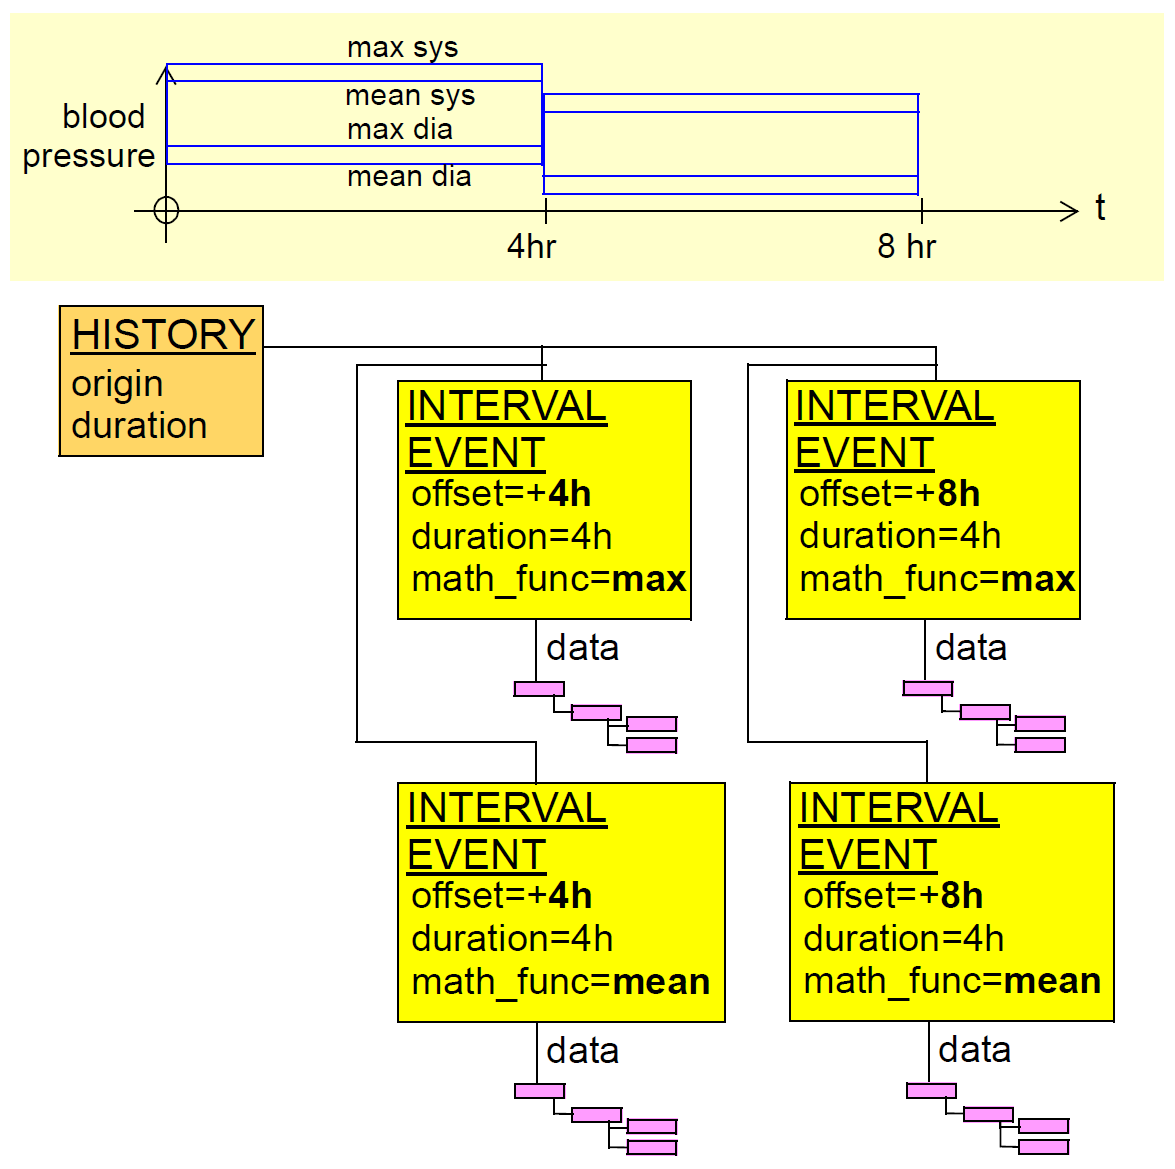 max sys
mean sys
max dia
mean dia
blood
pressure
t
4hr
8 hr
HISTORY
origin
duration
INTERVAL
EVENT
offset=+4h
duration=4h
math_func=max
data
INTERVAL
EVENT
offset=+8h
duration=4h
math_func=max
data
INTERVAL
EVENT
offset=+4h
duration=4h
math_func=mean
data
INTERVAL
EVENT
offset=+8h
duration=4h
math_func=mean
data